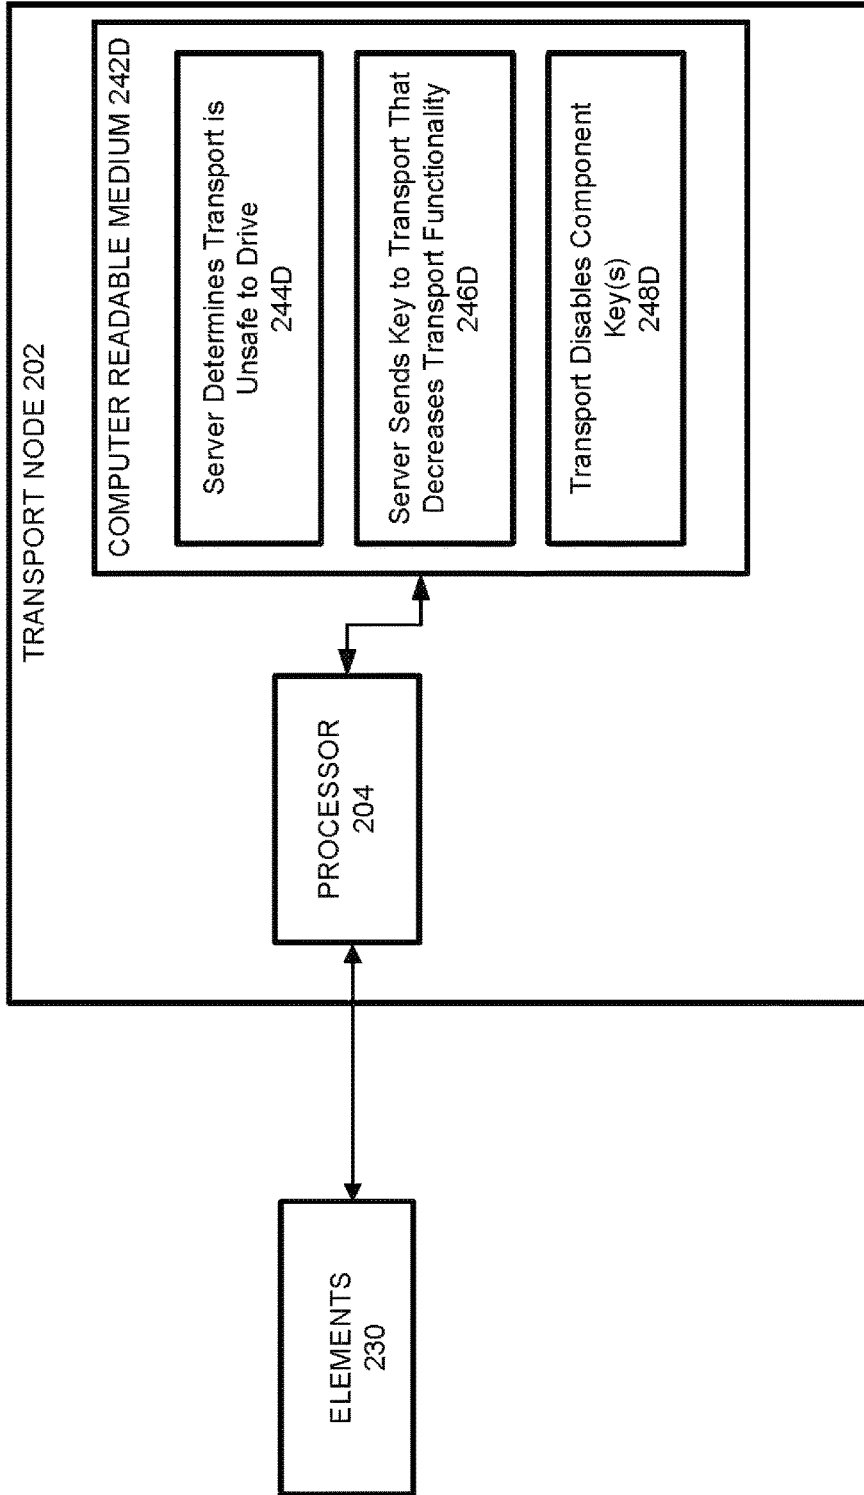 TRANSPORT NODE 202
COMPUTER READABLE MEDIUM 242D
Server Determines Transport is
Unsafe to Drive
244D
Server Sends Key to Transport That
Decreases Transport Functionality
246D
Transport Disables Component
Key(s)
248D
PROCESSOR
204
ELEMENTS
230